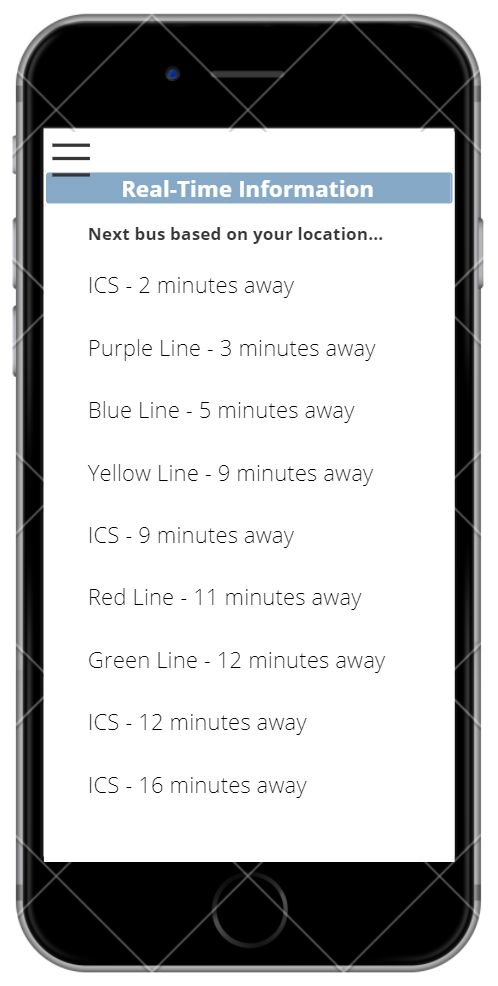 Real-Time Information
Next bus based on your location...
ICS - 2 minutes away
Purple Line - 3 minutes away
Blue Line - 5 minutes away
Yellow Line - 9 minutes away
ICS - 9 minutes away
Red Line - 11 minutes away
Green Line - 12 minutes away
ICS - 12 minutes away
ICS - 16 minutes away